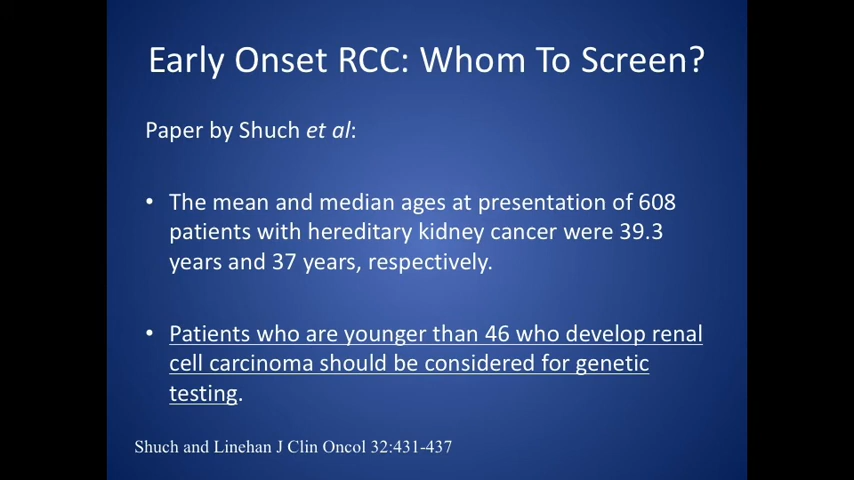 Early Onset RCC: Whom To Screen?
Paper by Shuch et al:
• The mean and median ages at presentation of 608
patients with hereditary kidney cancer were 39.3
years and 37 years, respectively.
• Patients who are younger than 46 who develop renal
cell carcinoma should be considered for genetic
testing.
Shuch and Linehan J Clin Oncol 32:431-437